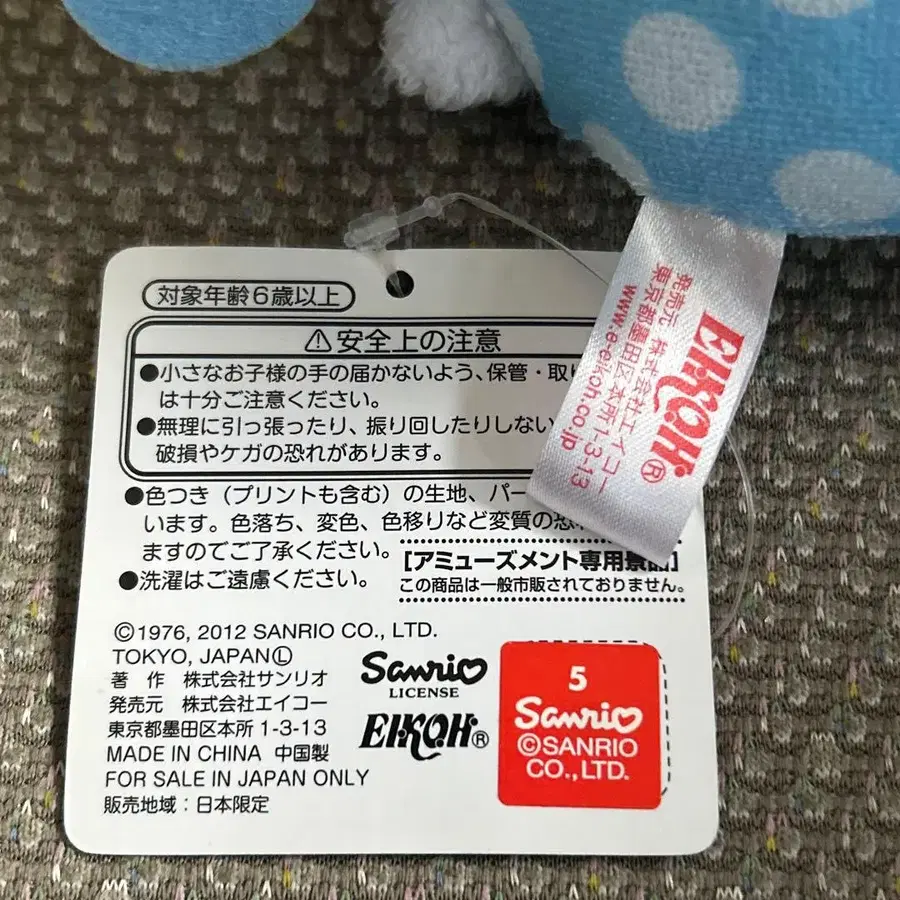 対象年齢6歳以上
⚠安全上の注意
●小さなお子様の手の届かないよう、保管・取り
は十分ご注意ください。
●無理に引っ張ったり、振り回したりしない
破損やケガの恐れがあります。
●色つき（プリントも含む）の生地、パー
います。色落ち、変色、色移りなど変質の恐
ますのでご了承ください。
●洗濯はご遠慮ください。
[アミューズメント専用景品]
この商品は一般市販されておりません。
©1976, 2012 SANRIO CO., LTD.
TOKYO, JAPANⓁ
著 作 株式会社サンリオ
発売元 株式会社エイコー
東京都墨田区本所1-3-13
MADE IN CHINA 中国製
FOR SALE IN JAPAN ONLY
販売地域：日本限定
Sanrio
LICENSE
EIKOH®
5
Sanrio
©SANRIO
CO., LTD.
EIKOH®
発売元 株式会社エイコー
東京都墨田区本所1-3-13
www.e-eikoh.co.jp